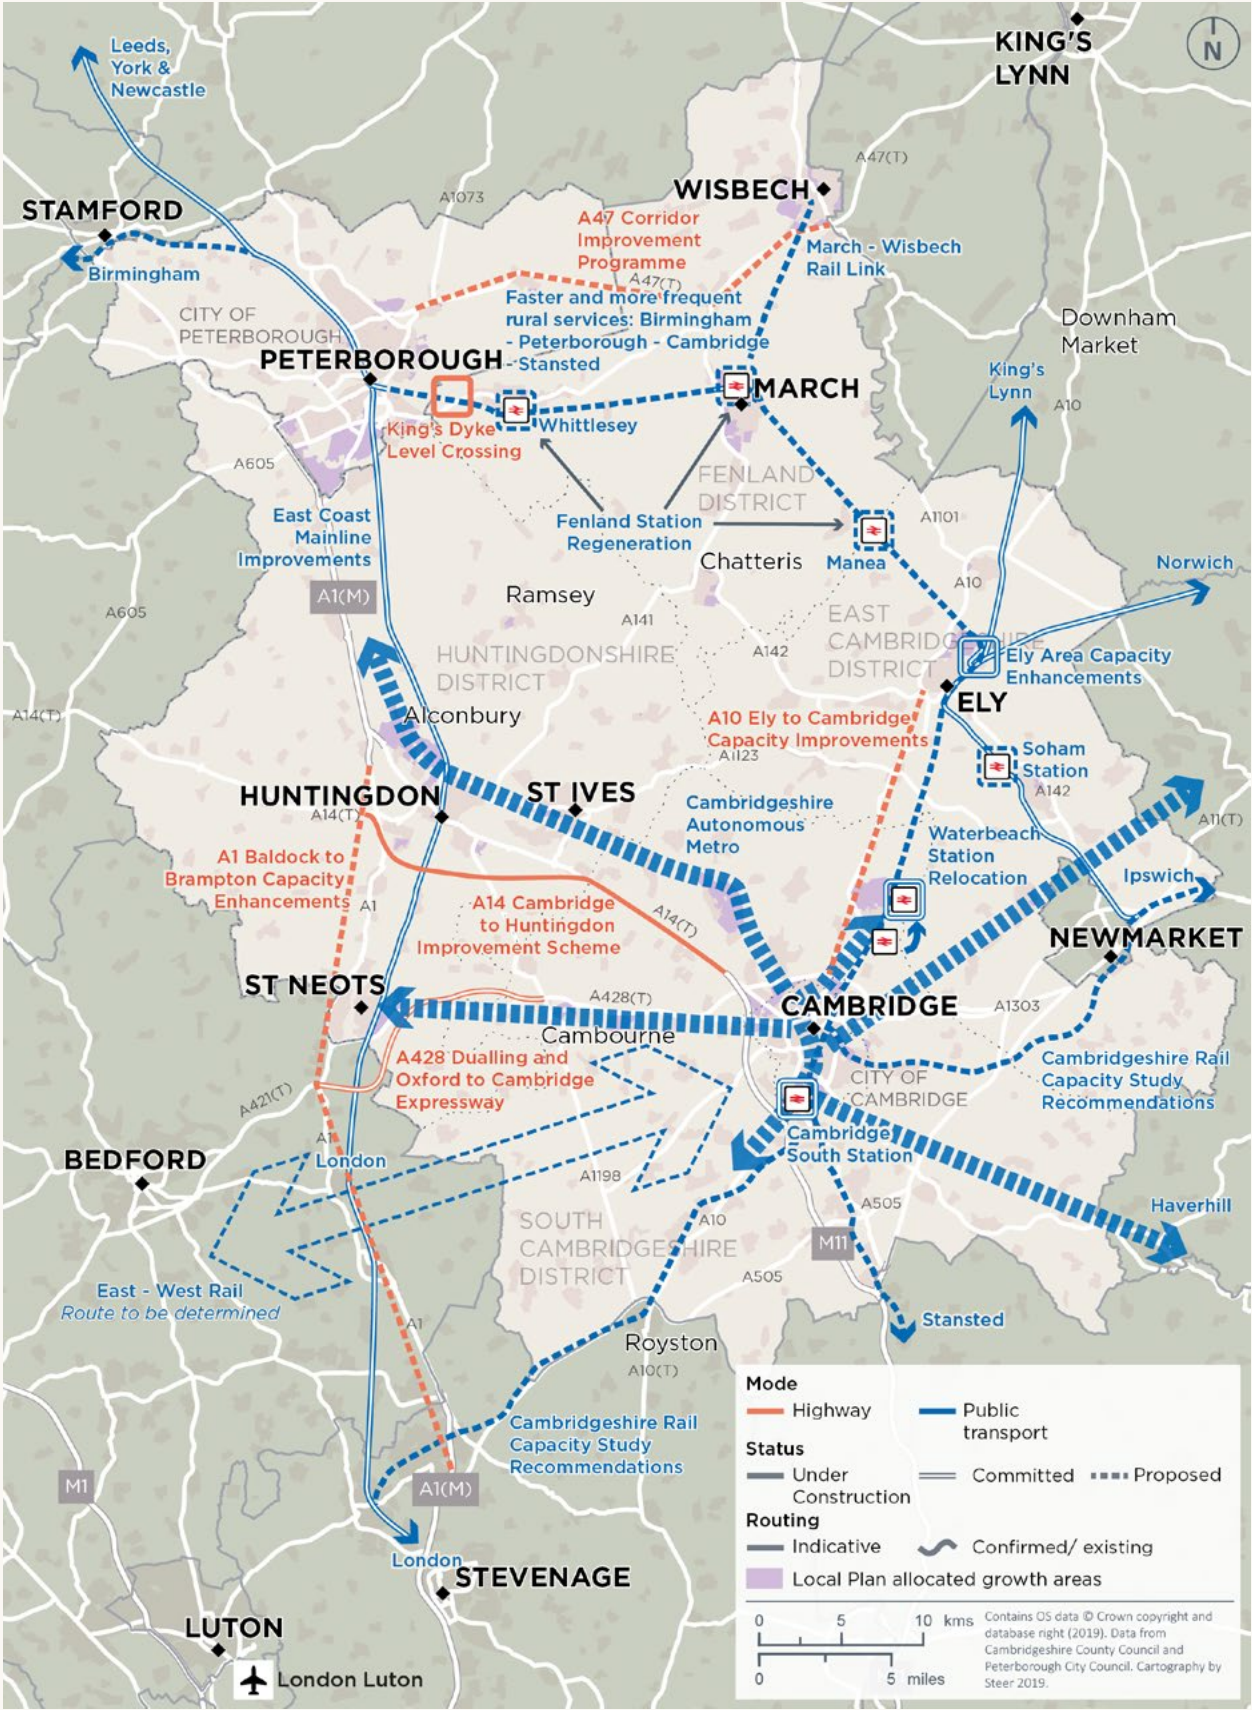 KING'S
LYNN
N
Leeds,
York &
Newcastle
A47(T)
WISBECH
A1073
STAMFORD
A47 Corridor
Improvement
Programme
March - Wisbech
Rail Link
Birmingham
A47(T)
Faster and more frequent
rural services: Birmingham
- Peterborough - Cambridge
- Stansted
CITY OF
PETERBOROUGH
Downham
Market
PETERBOROUGH
King's
Lynn
MARCH
A10
King's Dyke
Level Crossing
Whittlesey
A605
FENLAND
DISTRICT
East Coast
Mainline
Improvements
Fenland Station
Regeneration
A1101
Chatteris
Manea
Norwich
A10
A1(M)
Ramsey
A605
A141
EAST
CAMBRIDGESHIRE
DISTRICT
HUNTINGDONSHIRE
DISTRICT
A142
Ely Area Capacity
Enhancements
ELY
A14(T)
Alconbury
A10 Ely to Cambridge
Capacity Improvements
A1123
Soham
Station
A142
HUNTINGDON
ST IVES
A14(T)
Cambridgeshire
Autonomous
Metro
A11(T)
Waterbeach
Station
Relocation
A1 Baldock to
Brampton Capacity
Enhancements
Ipswich
A1
A14 Cambridge
to Huntingdon
Improvement Scheme
A14(T)
NEWMARKET
ST NEOTS
A428(T)
CAMBRIDGE
A1303
Cambourne
A428 Dualling and
Oxford to Cambridge
Expressway
Cambridgeshire Rail
Capacity Study
Recommendations
CITY OF
CAMBRIDGE
A421(T)
A1
BEDFORD
London
Cambridge
South Station
A1198
A505
Haverhill
A10
SOUTH
CAMBRIDGESHIRE
DISTRICT
M11
A505
East - West Rail
Route to be determined
A1
Stansted
Royston
A10(T)
Cambridgeshire Rail
Capacity Study
Recommendations
M1
A1(M)
London
STEVENAGE
LUTON
London Luton
Mode
Highway
Public
transport
Status
Under
Construction
Committed
Proposed
Routing
Indicative
Confirmed/ existing
Local Plan allocated growth areas
0 5 10 kms
0 5 miles
Contains OS data © Crown copyright and
database right (2019). Data from
Cambridgeshire County Council and
Peterborough City Council. Cartography by
Steer 2019.